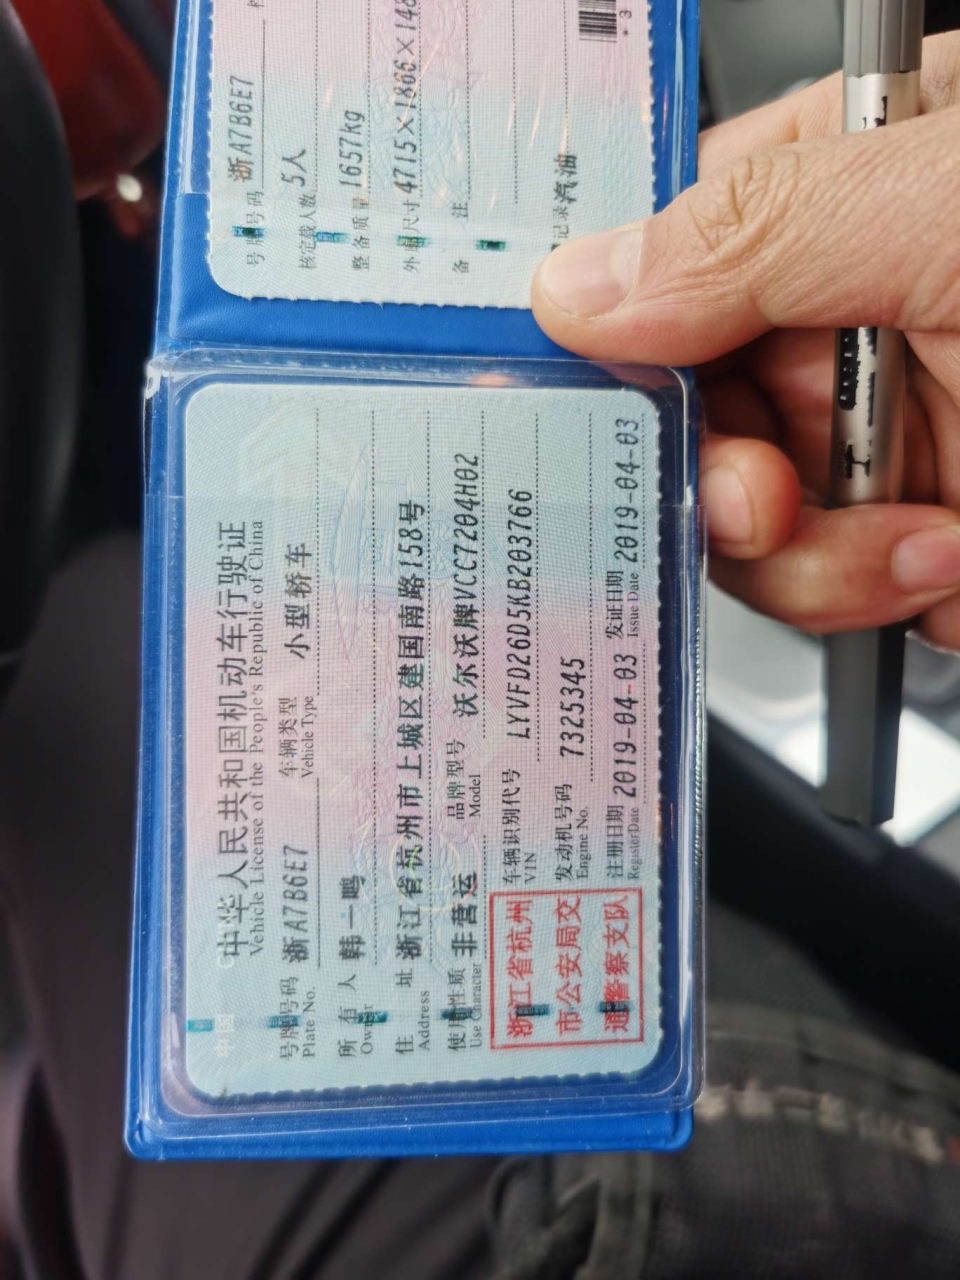 中华人民共和国机动车行驶证
Vehicle License of the People's Republic of China
号牌号码 浙A7B6E7 车辆类型 小型轿车
Plate No. Vehicle Type
所有人 韩一鸣
Owner
住址 浙江省杭州市上城区建国南路158号
Address
使用性质 非营运 品牌型号 沃尔沃牌VCC7204H02
Use Character Model
浙江省杭州
市公安局交
通警察支队
车辆识别代号 LYVFD26D5KB203766
VIN
发动机号码 7325345
Engine No.
注册日期 2019-04-03 发证日期 2019-04-03
Register Date Issue Date
号牌号码 浙A7B6E7
核定载人数 5人
整备质量 1657kg
外廓尺寸 4715×1866×148
备注
记录 汽油